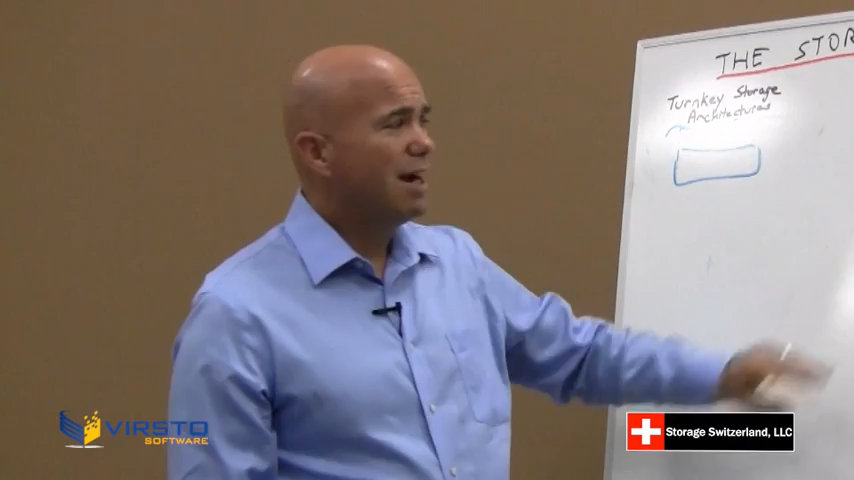 THE STOR
Turnkey Storage
Architectures
VIRSTO
SOFTWARE
Storage Switzerland, LLC